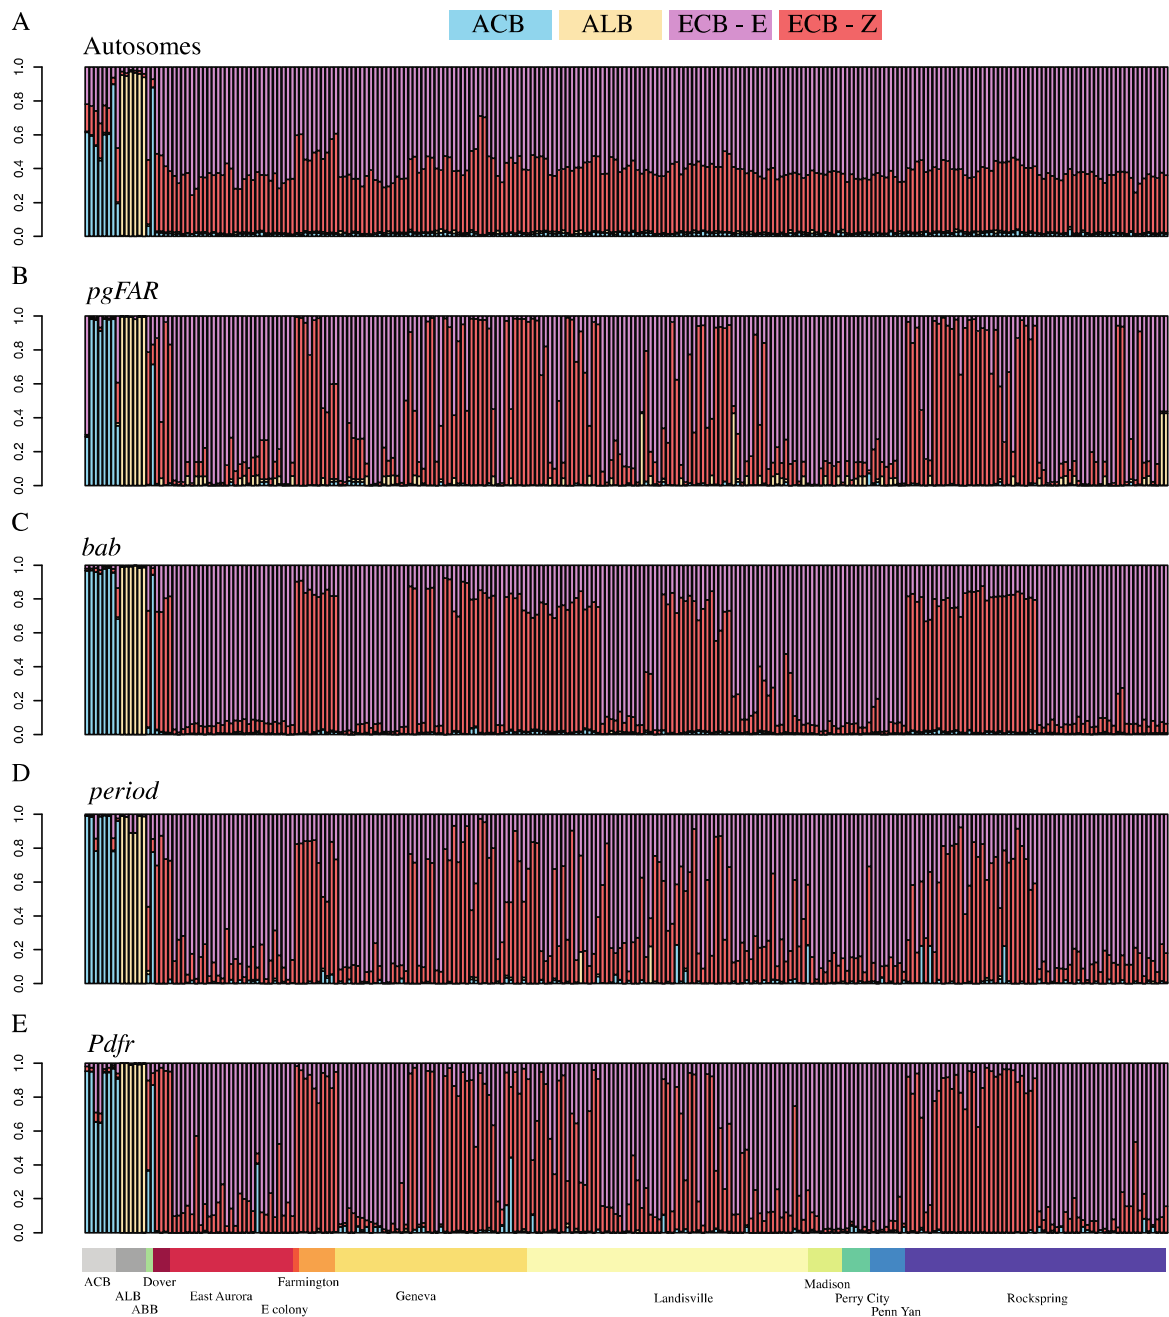 A
ACB ALB ECB - E ECB - Z
Autosomes
1.0
0.8
0.6
0.4
0.2
0.0
B
pgFAR
1.0
0.8
0.6
0.4
0.2
0.0
C
bab
1.0
0.8
0.6
0.4
0.2
0.0
D
period
1.0
0.8
0.6
0.4
0.2
0.0
E
Pdfr
1.0
0.8
0.6
0.4
0.2
0.0
ACB
ALB
ABB
Dover
East Aurora
E colony
Farmington
Geneva
Landisville
Madison
Perry City
Penn Yan
Rockspring